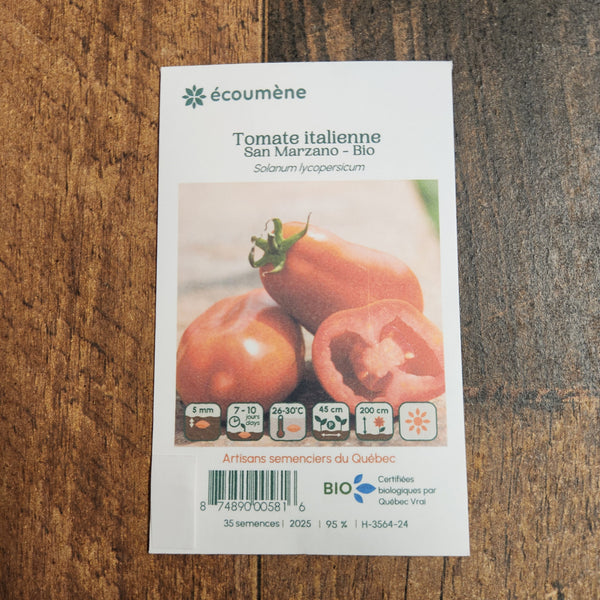 écoumène
Tomate italienne
San Marzano - Bio
Solanum lycopersicum
5 mm
7 - 10
jours
days
26-30°C
45 cm
P
200 cm
Artisans semenciers du Québec
8 74890 00581 6
BIO
Certifiées
biologiques par
Québec Vrai
35 semences | 2025 | 95 % | H-3564-24